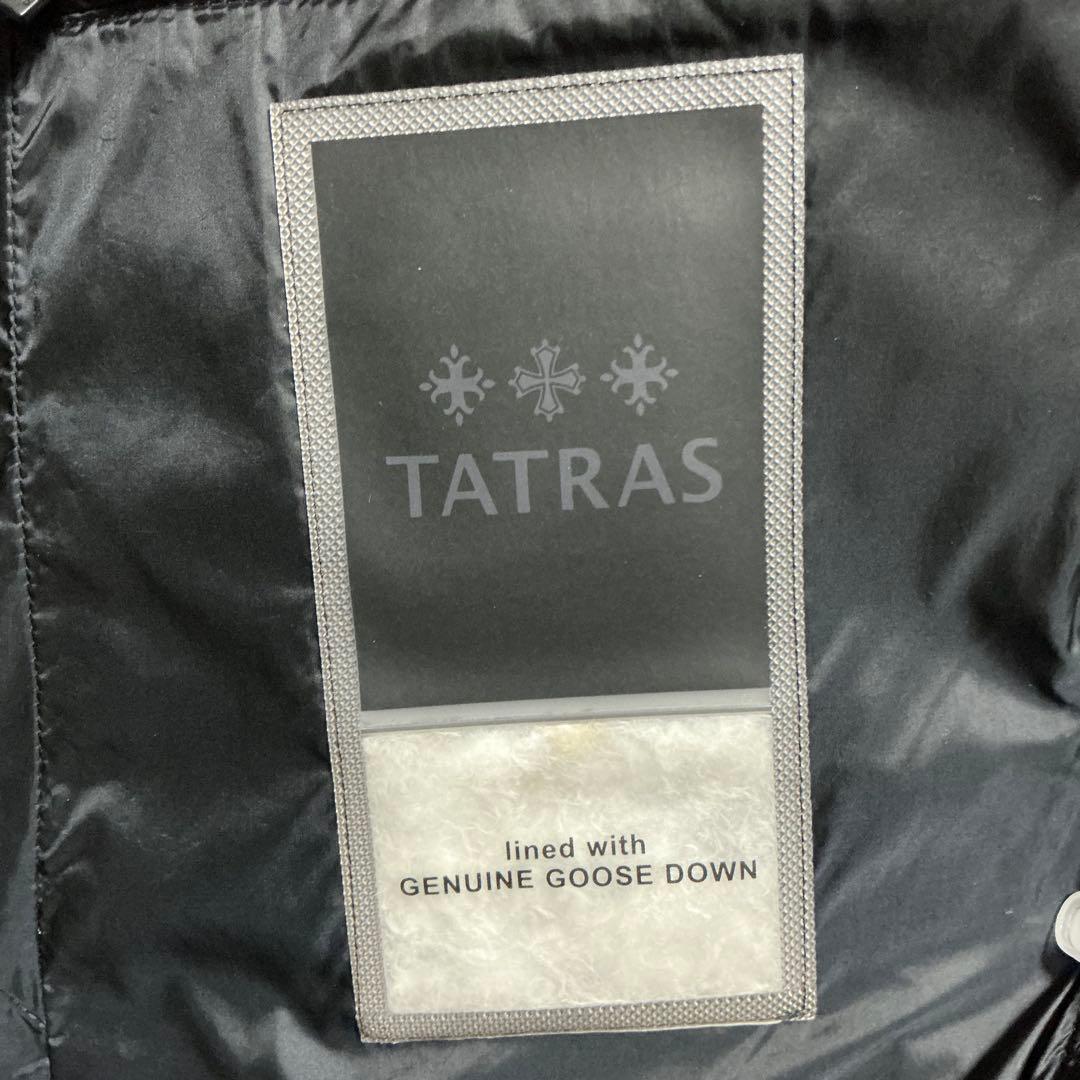 TATRAS
lined with
GENUINE GOOSE DOWN